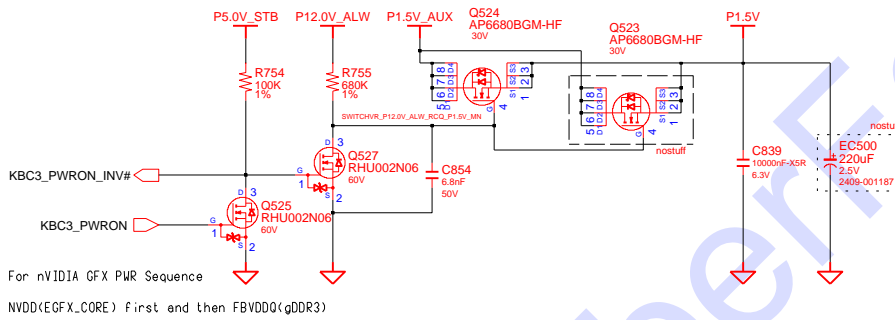 P5.0V_STB
P12.0V_ALW
P1.5V_AUX
Q524
AP6680BGM-HF
30V
Q523
AP6680BGM-HF
30V
P1.5V
R754
100K
1%
R755
680K
1%
8 7 6 5
D4 D3 D2 D1
S3 S2 S1
3 2 1
G 4
8 7 6 5
D4 D3 D2 D1
S3 S2 S1
3 2 1
G 4
SWITCHVR_P12.0V_ALW_RCQ_P1.5V_MN
nostuff
nostuff
D 3
Q527
RHU002N06
60V
G 1
S 2
C854
6.8nF
50V
C839
10000nF-X5R
6.3V
EC500
220uF
2.5V
2409-001187
KBC3_PWRON_INV#
D 3
Q525
RHU002N06
60V
G 1
S 2
KBC3_PWRON
For nVIDIA GFX PWR Sequence
NVDD(EGFX_CORE) first and then FBVDDQ(gDDR3)